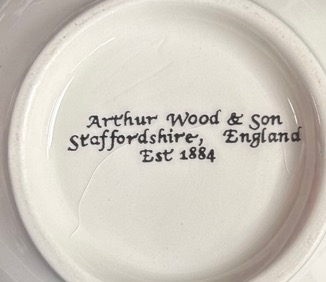 Arthur Wood & Son
Staffordshire, England
Est 1884